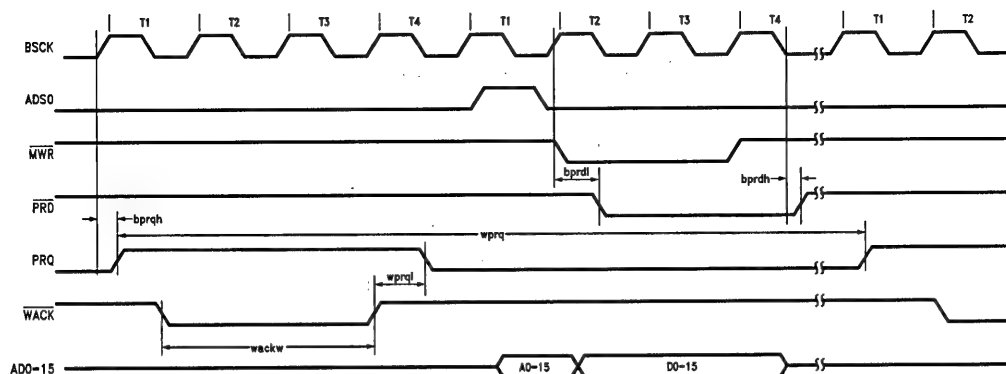 T1 T2 T3 T4 T1 T2 T3 T4 T1 T2
BSCK
ADS0
MWR
bprdl bprdh
PRD
bprqh
wprq
PRQ
wprql
WACK
wackw
AD0-15 A0-15 D0-15